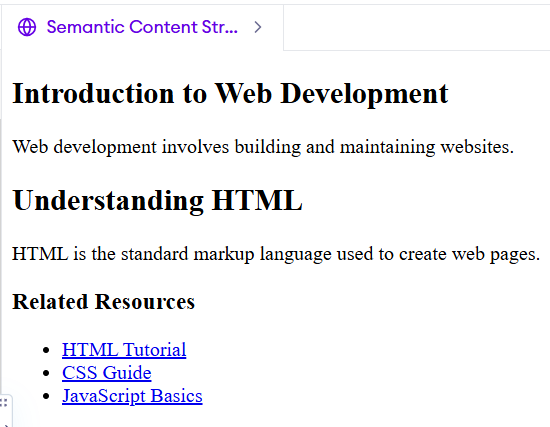 Semantic Content Str...
Introduction to Web Development
Web development involves building and maintaining websites.
Understanding HTML
HTML is the standard markup language used to create web pages.
Related Resources
HTML Tutorial
CSS Guide
JavaScript Basics